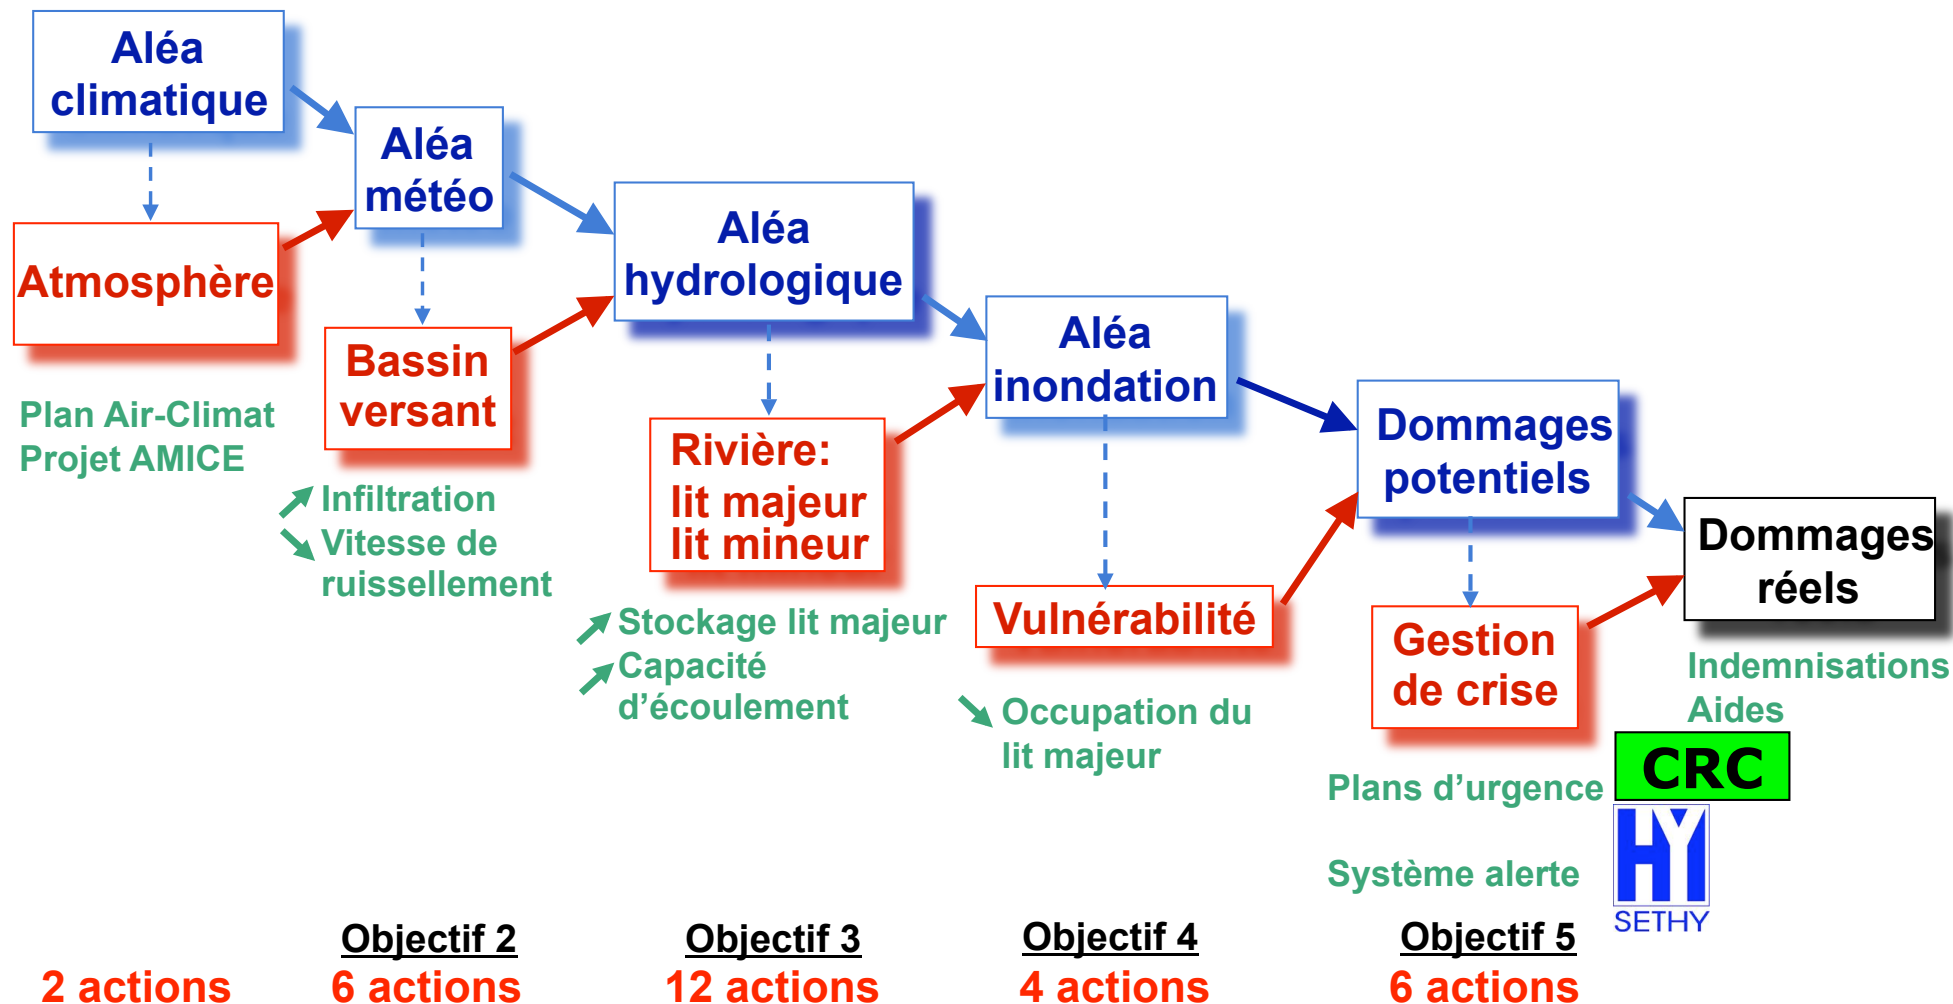 Aléa
climatique
Atmosphère
Plan Air-Climat
Projet AMICE
Aléa
météo
Bassin
versant
Infiltration
Vitesse de
ruissellement
Aléa
hydrologique
Rivière:
lit majeur
lit mineur
Stockage lit majeur
Capacité
d’écoulement
Aléa
inondation
Vulnérabilité
Occupation du
lit majeur
Dommages
potentiels
Gestion
de crise
Plans d’urgence
Système alerte
Dommages
réels
Indemnisations
Aides
CRC
HY
SETHY
2 actions
Objectif 2
6 actions
Objectif 3
12 actions
Objectif 4
4 actions
Objectif 5
6 actions